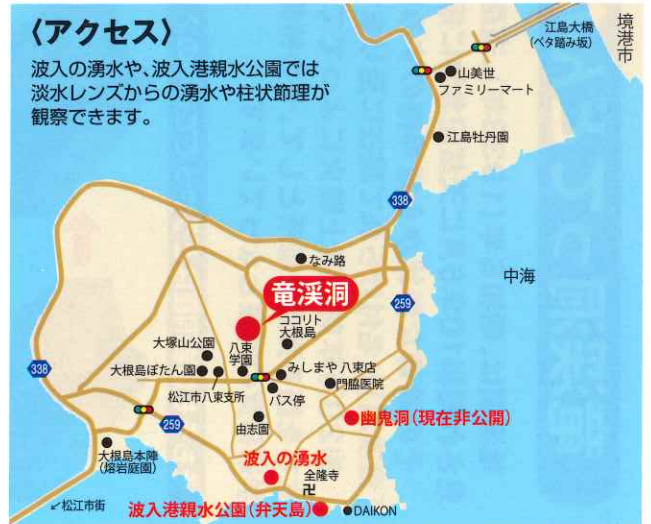 〈アクセス〉
波入の湧水や、波入港親水公園では
淡水レンズからの湧水や柱状節理が
観察できます。
江島大橋
(ベタ踏み坂)
境港市
山美世
ファミリーマート
江島牡丹園
338
なみ路
中海
259
竜渓洞
ココリト
大根島
大塚山公園
八束
学園
338
大根島ぼたん園
みしまや 八束店
門脇医院
松江市八束支所
バス停
259
由志園
幽鬼洞(現在非公開)
大根島本陣
(熔岩庭園)
波入の湧水
全隆寺
卍
←松江市街
波入港親水公園(弁天島)
DAIKON